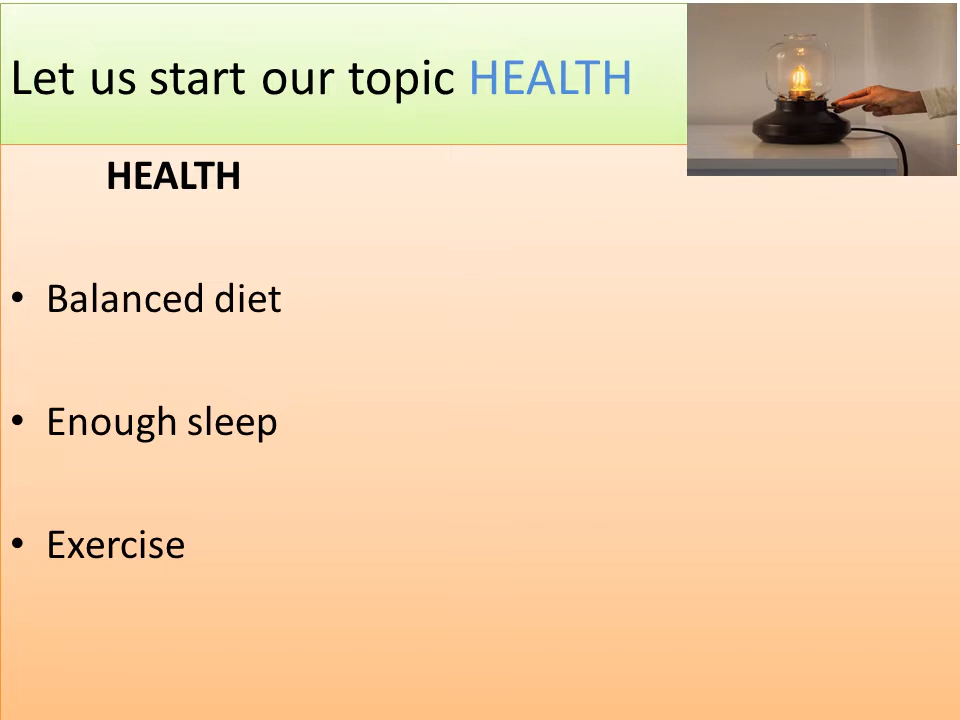 Let us start our topic HEALTH
HEALTH
• Balanced diet
• Enough sleep
• Exercise